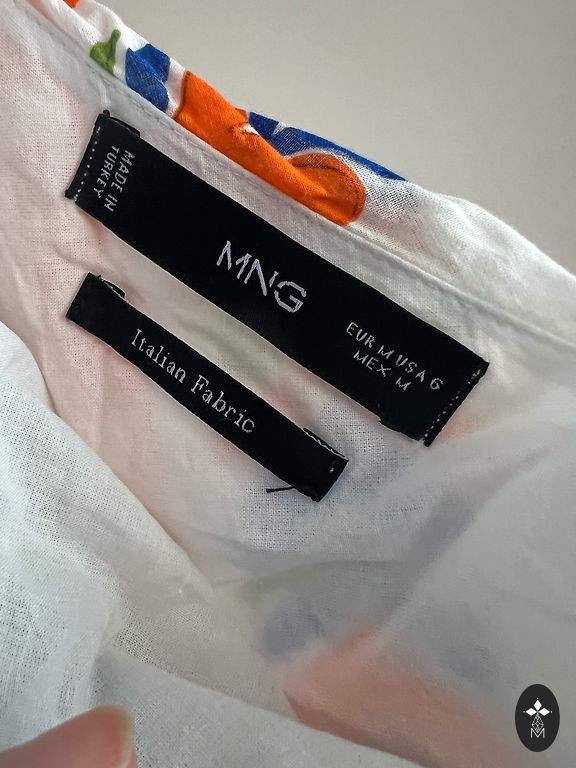 MADE IN
TURKEY
MNG
EUR M USA 6
MEX M
Italian Fabric
M